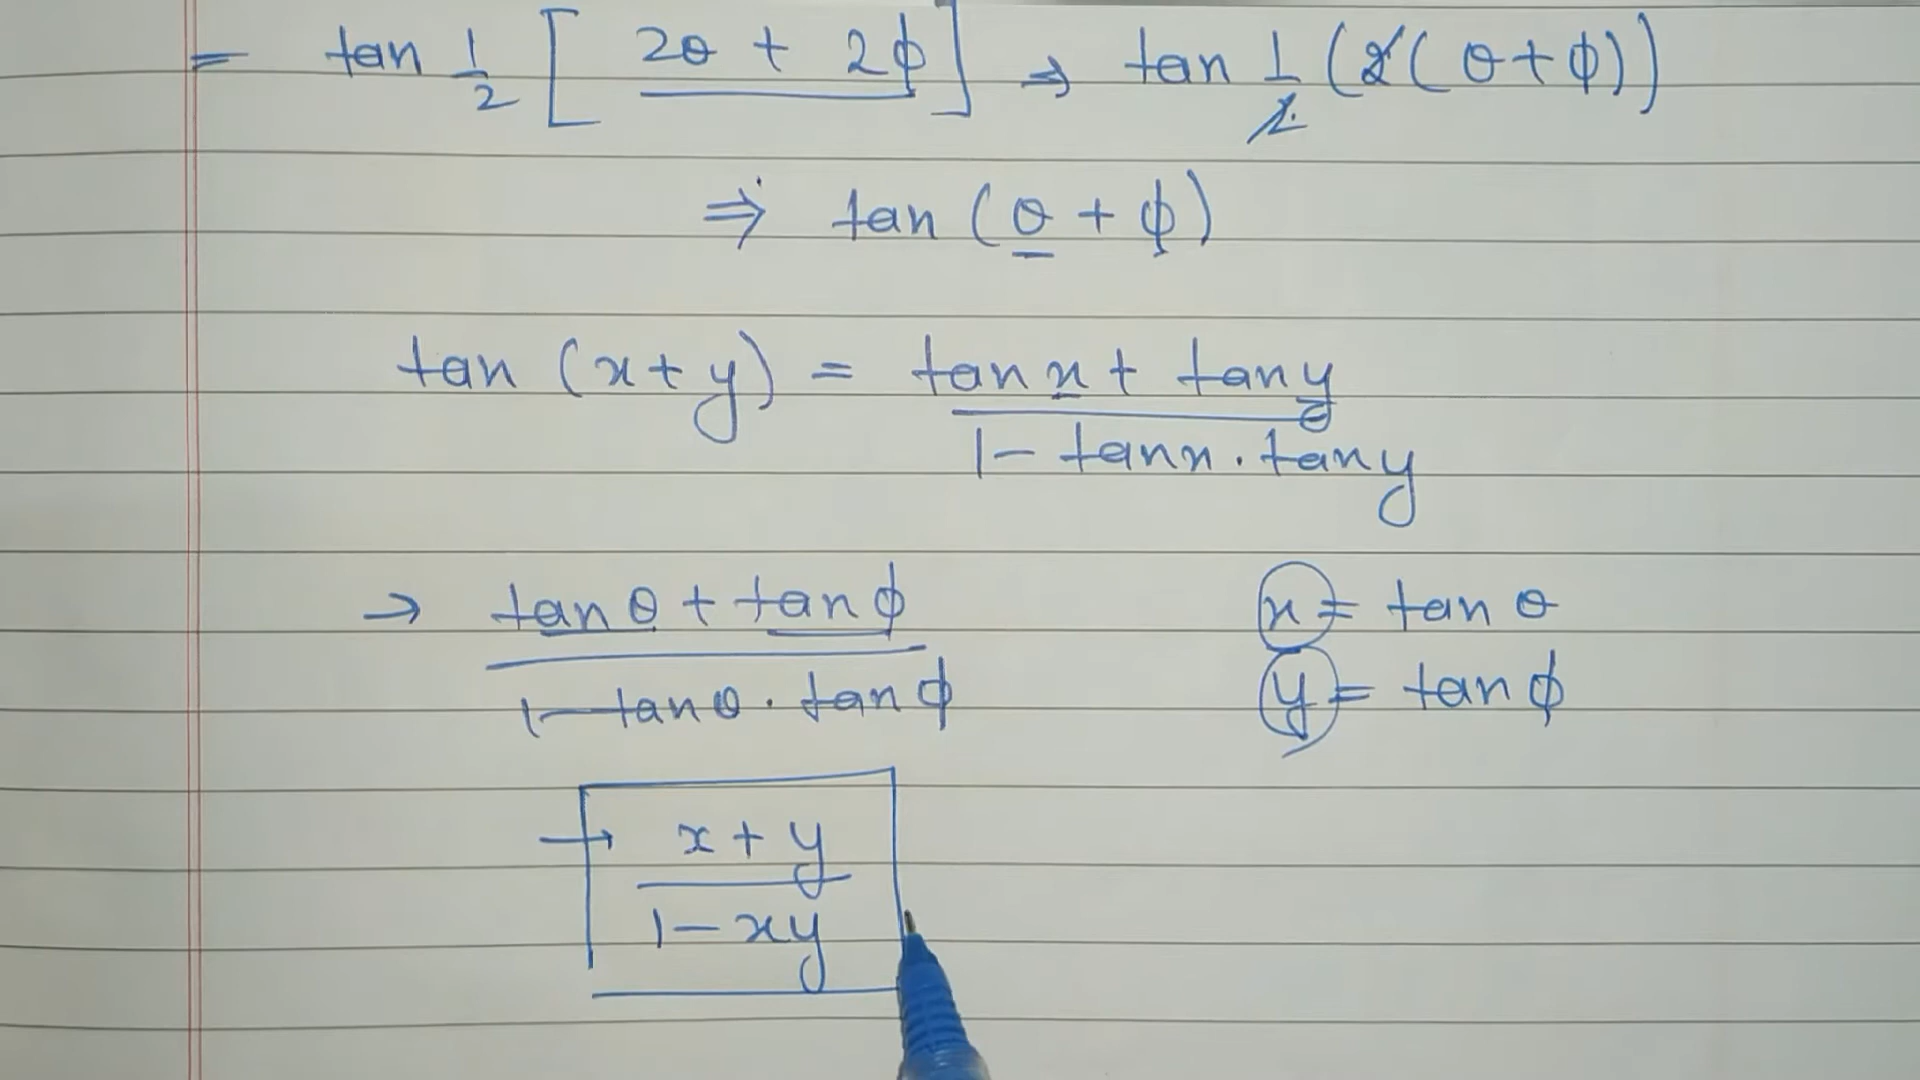 = tan 1/2 [ 2θ + 2ϕ ] ⇒ tan 1/2 (2(θ+ϕ))
⇒ tan (θ + ϕ)
tan (x+y) = tan x + tan y / 1 - tan x . tan y
→ tan θ + tan ϕ / 1 - tan θ . tan ϕ
x = tan θ
y = tan ϕ
→ x + y / 1 - xy